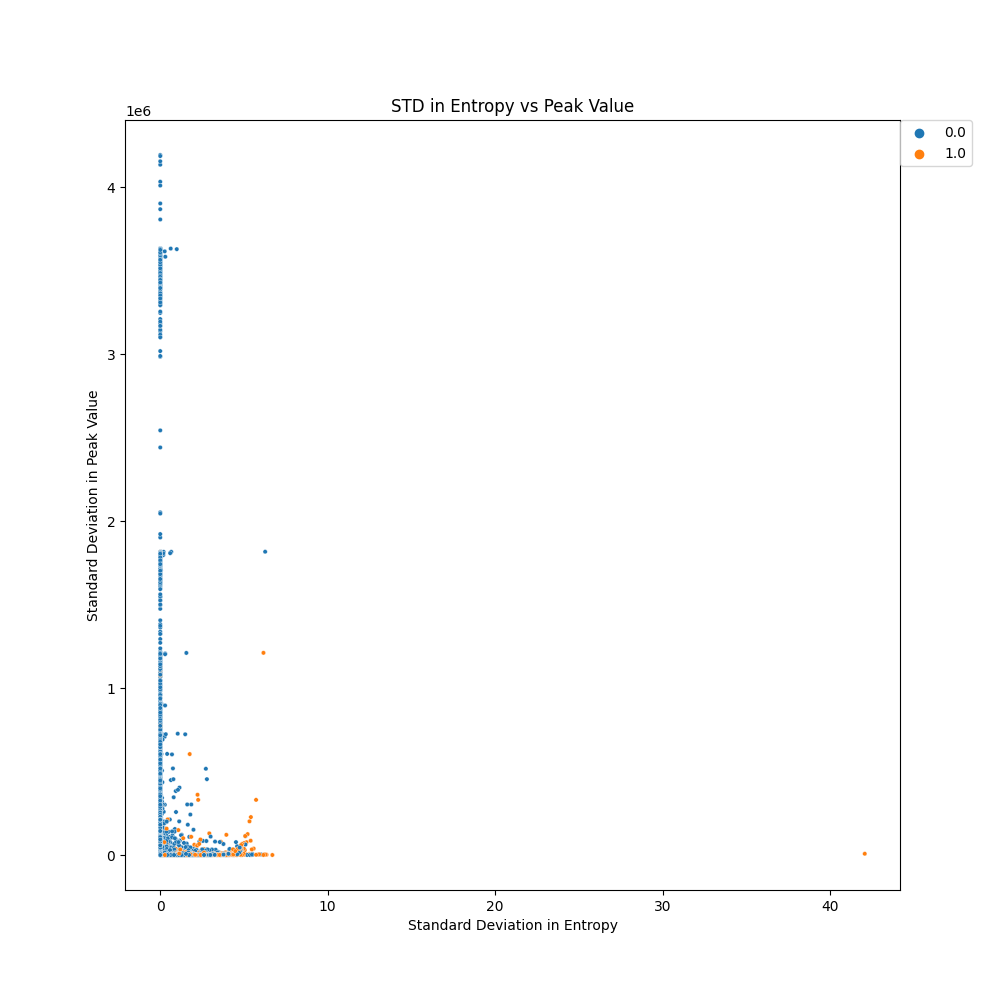 STD in Entropy vs Peak Value
1e6
0.0
1.0
4
3
2
1
0
Standard Deviation in Peak Value
0 10 20 30 40
Standard Deviation in Entropy